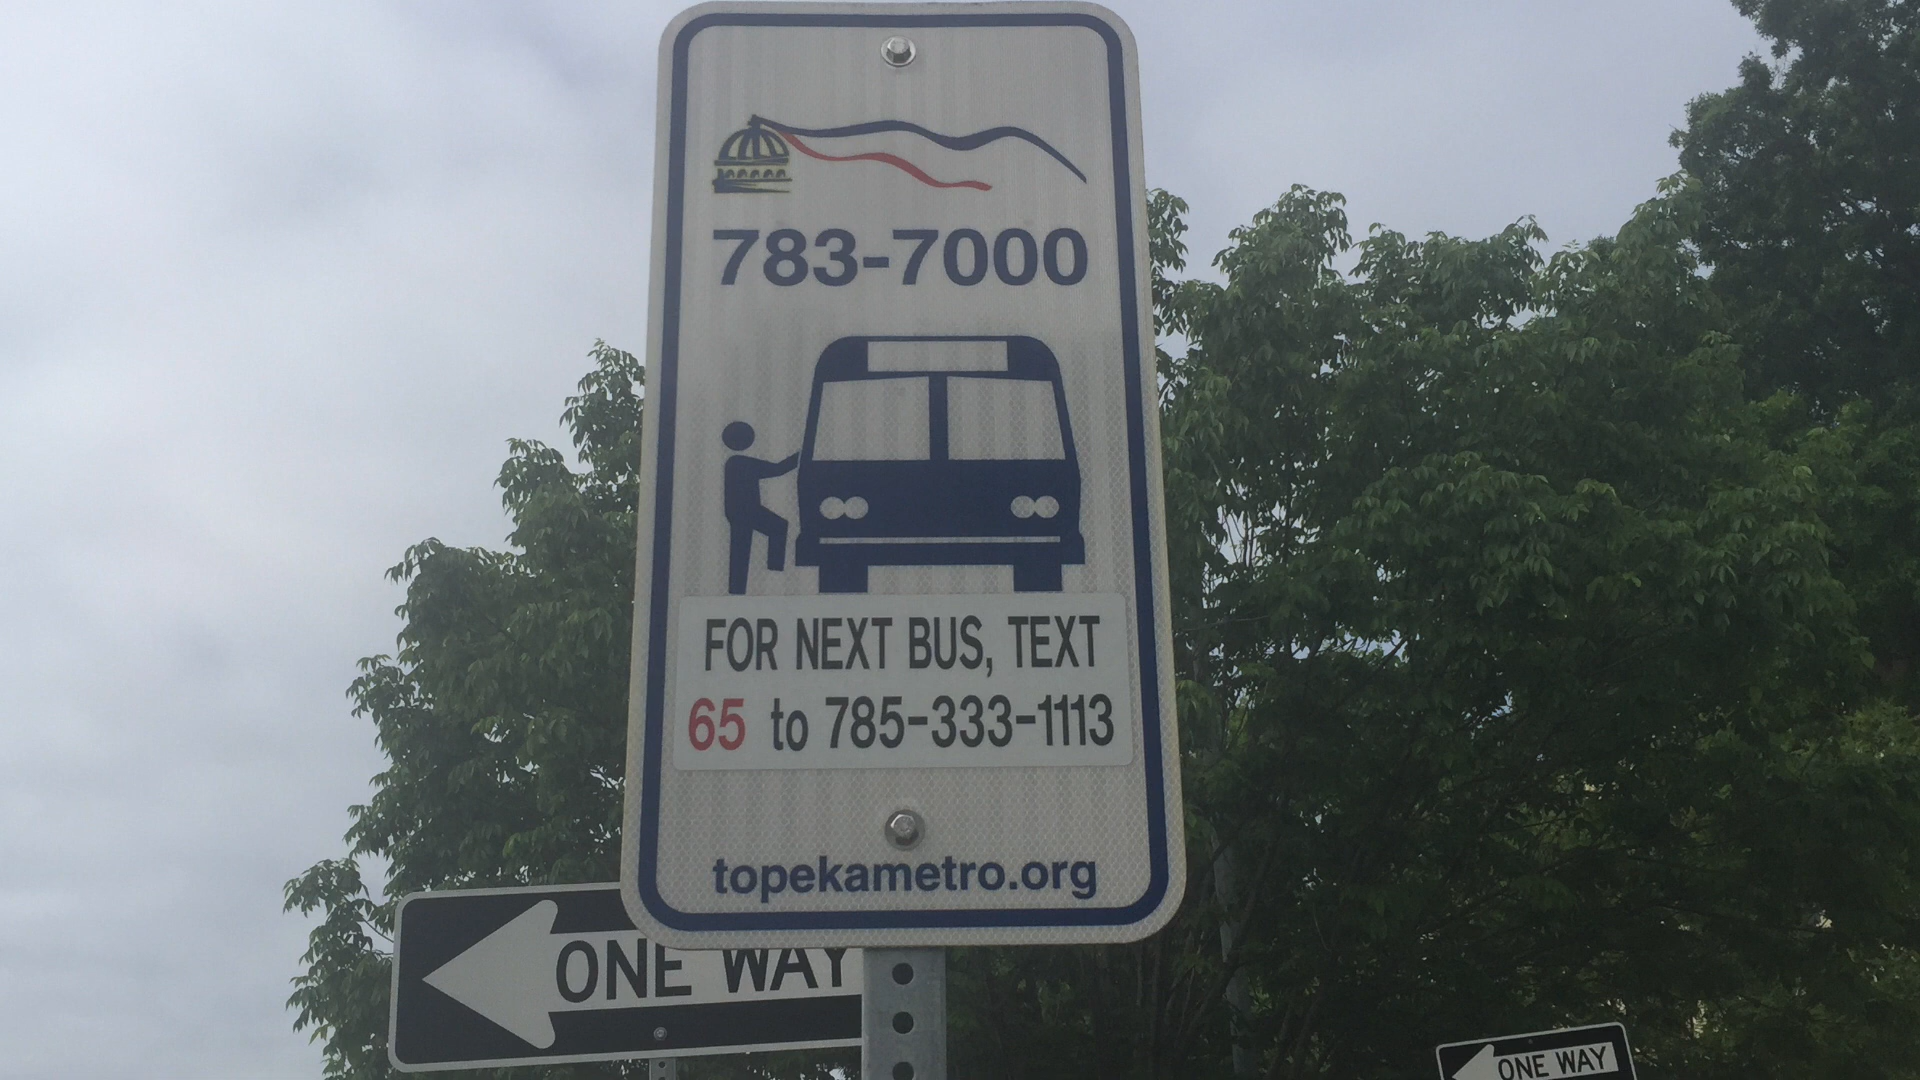 783-7000
FOR NEXT BUS, TEXT
65 to 785-333-1113
topekametro.org
ONE WAY
ONE WAY